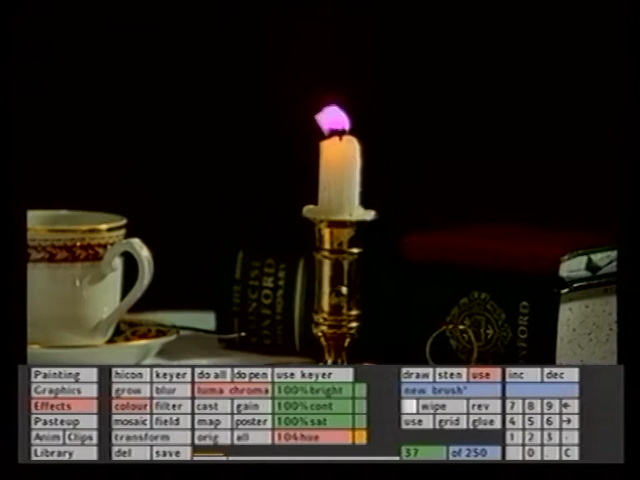 THE
CONCISE
OXFORD
DICTIONARY
OXFORD
Painting hicon keyer do all do pen use keyer draw sten use inc dec
Graphics grow blur luma chroma 100% bright new brush'
Effects colour filter cast gain 100% cont wipe rev 7 8 9 ←
Pasteup mosaic field map poster 100% sat use grid glue 4 5 6 →
Anim Clips transform orig all 104 hue 1 2 3 .
Library del save 37 of 250 0 . C